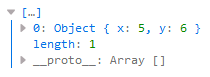 […]
0: Object { x: 5, y: 6 }
length: 1
__proto__: Array []